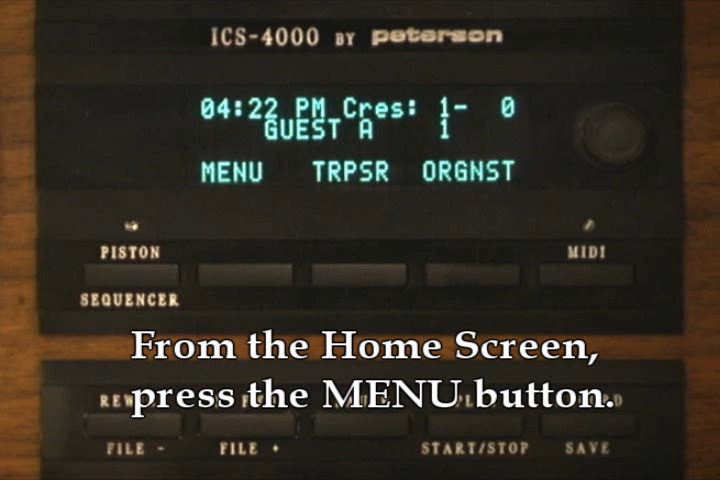 ICS-4000 BY peterson
04:22 PM Cres: 1- 0
GUEST A 1
MENU TRPSR ORGNST
PISTON MIDI
SEQUENCER
From the Home Screen,
press the MENU button.
FILE - FILE + START/STOP SAVE